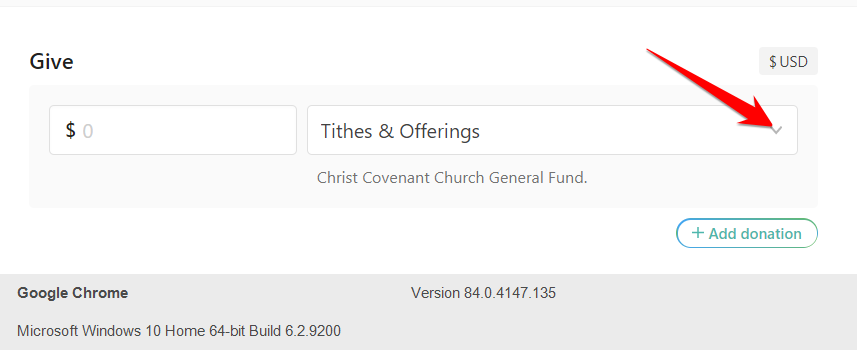 Give
$ USD
$ 0
Tithes & Offerings
Christ Covenant Church General Fund.
+ Add donation
Google Chrome Version 84.0.4147.135
Microsoft Windows 10 Home 64-bit Build 6.2.9200